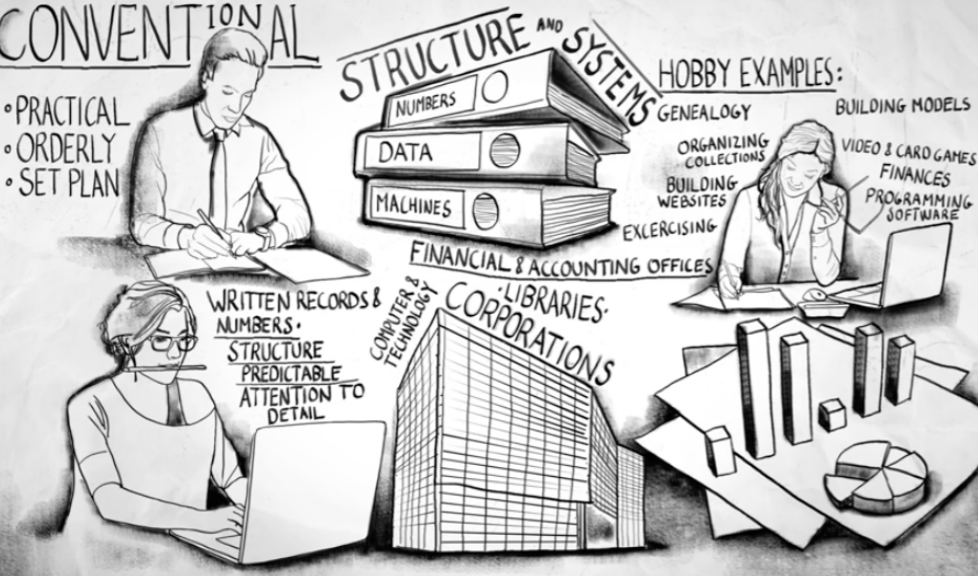 CONVENTIONAL
• PRACTICAL
• ORDERLY
• SET PLAN
STRUCTURE AND SYSTEMS
NUMBERS
DATA
MACHINES
HOBBY EXAMPLES:
GENEALOGY
BUILDING MODELS
ORGANIZING
COLLECTIONS
VIDEO & CARD GAMES
FINANCES
BUILDING
WEBSITES
PROGRAMMING
SOFTWARE
EXCERCISING
FINANCIAL & ACCOUNTING OFFICES
COMPUTER &
TECHNOLOGY
• LIBRARIES •
CORPORATIONS
WRITTEN RECORDS &
NUMBERS •
STRUCTURE
PREDICTABLE
ATTENTION TO
DETAIL